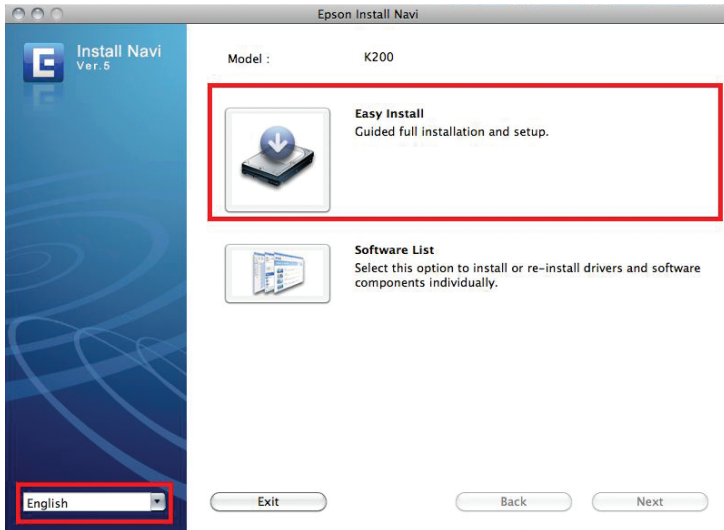 Epson Install Navi
Install Navi
Ver.5
Model :
K200
Easy Install
Guided full installation and setup.
Software List
Select this option to install or re-install drivers and software
components individually.
English
Exit
Back
Next